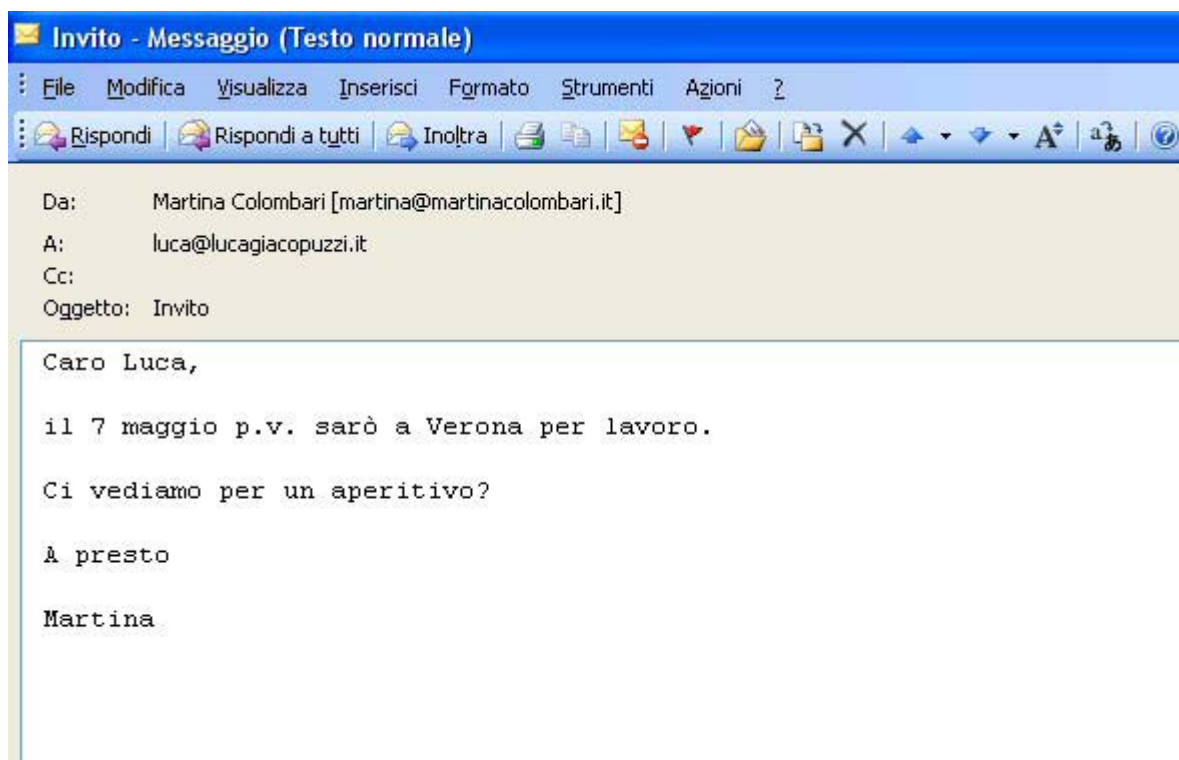 Invito - Messaggio (Testo normale)
File Modifica Visualizza Inserisci Formato Strumenti Azioni ?
Rispondi Rispondi a tutti Inoltra
Da: Martina Colombari [martina@martinacolombari.it]
A: luca@lucagiacopuzzi.it
Cc:
Oggetto: Invito
Caro Luca,
il 7 maggio p.v. sarò a Verona per lavoro.
Ci vediamo per un aperitivo?
A presto
Martina